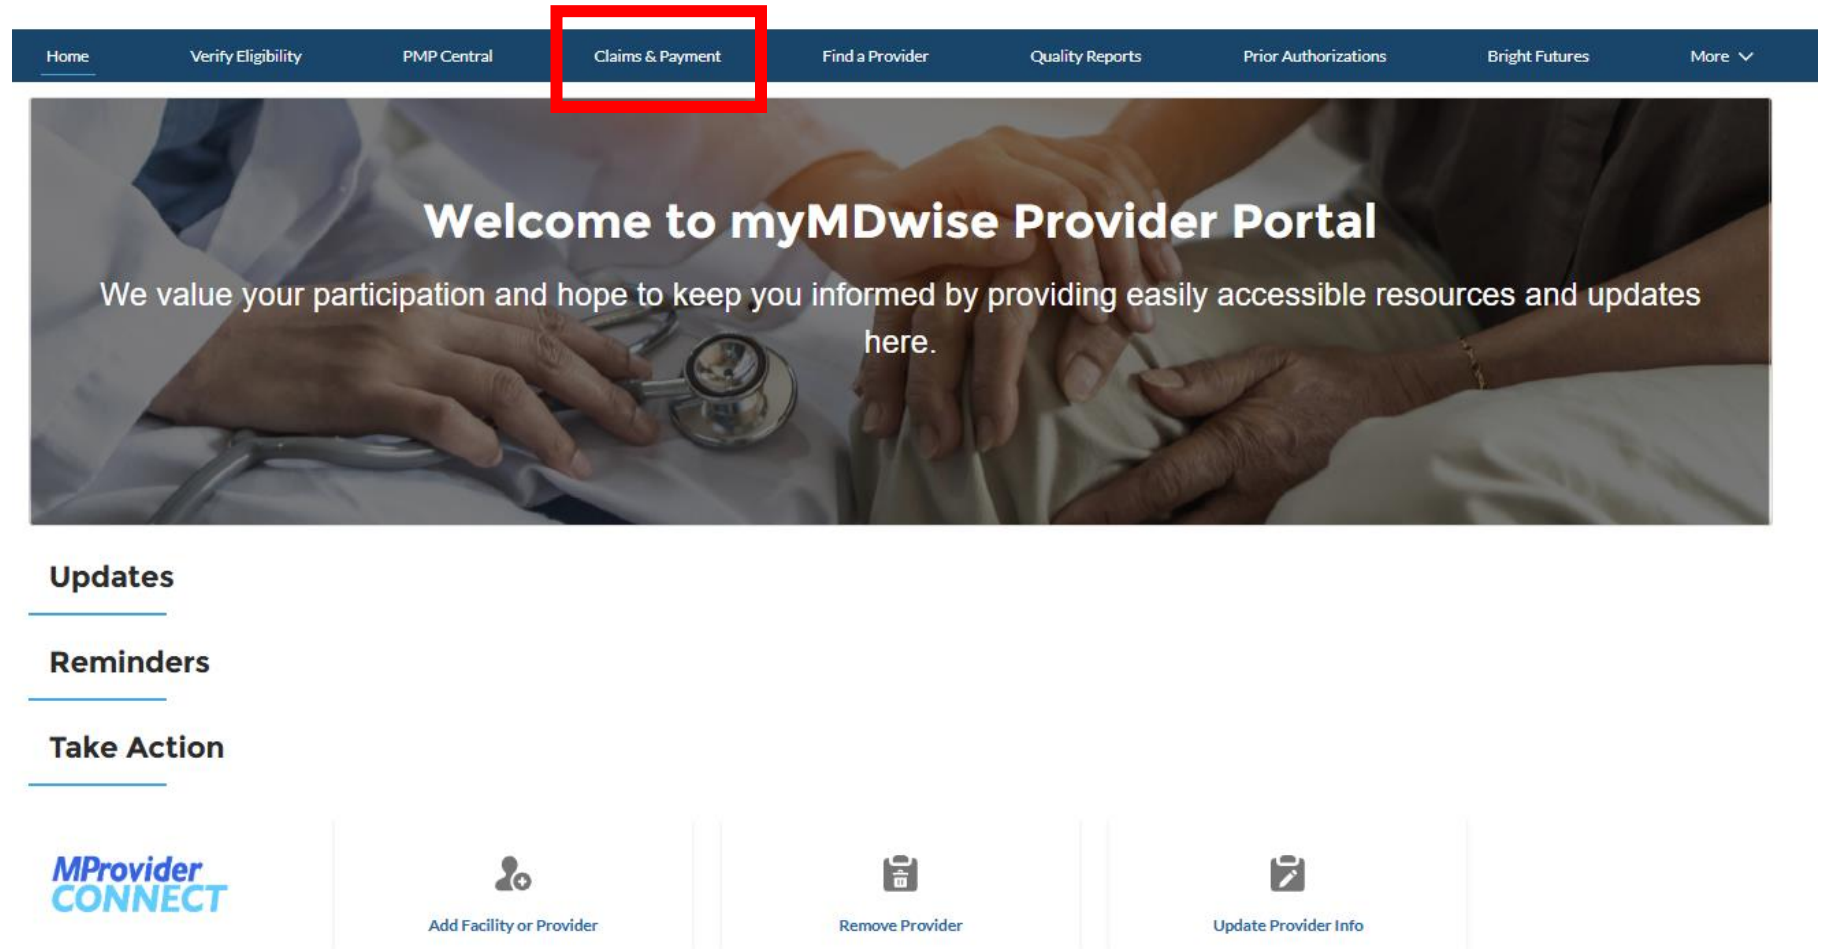 Home Verify Eligibility PMP Central Claims & Payment Find a Provider Quality Reports Prior Authorizations Bright Futures More
Welcome to myMDwise Provider Portal
We value your participation and hope to keep you informed by providing easily accessible resources and updates
here.
Updates
Reminders
Take Action
MProvider
CONNECT
Add Facility or Provider Remove Provider Update Provider Info